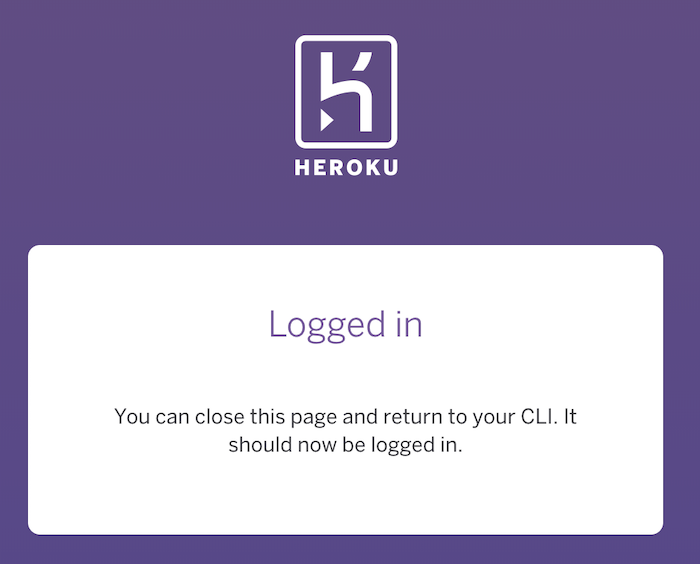 HEROKU
Logged in
You can close this page and return to your CLI. It
should now be logged in.